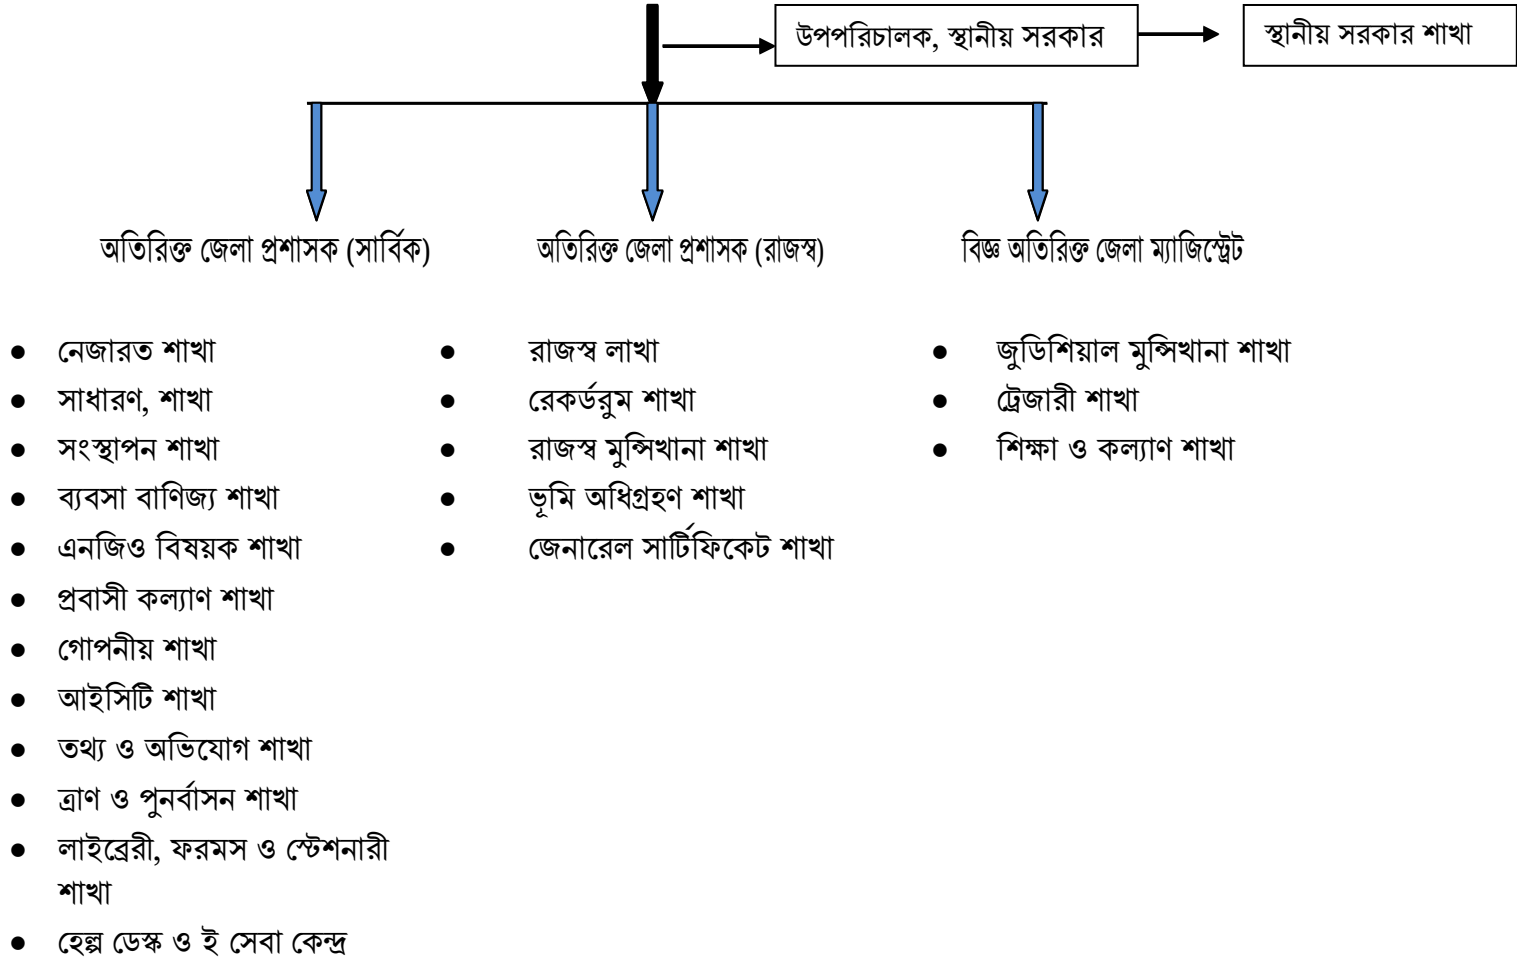 উপপরিচালক, স্থানীয় সরকার
স্থানীয় সরকার শাখা
অতিরিক্ত জেলা প্রশাসক (সার্বিক)
অতিরিক্ত জেলা প্রশাসক (রাজস্ব)
বিজ্ঞ অতিরিক্ত জেলা ম্যাজিস্ট্রেট
● নেজারত শাখা
● সাধারণ, শাখা
● সংস্থাপন শাখা
● ব্যবসা বাণিজ্য শাখা
● এনজিও বিষয়ক শাখা
● প্রবাসী কল্যাণ শাখা
● গোপনীয় শাখা
● আইসিটি শাখা
● তথ্য ও অভিযোগ শাখা
● ত্রাণ ও পুনর্বাসন শাখা
● লাইব্রেরী, ফরমস ও স্টেশনারী
শাখা
● হেল্প ডেস্ক ও ই সেবা কেন্দ্র
● রাজস্ব লাখা
● রেকর্ডরুম শাখা
● রাজস্ব মুন্সিখানা শাখা
● ভূমি অধিগ্রহণ শাখা
● জেনারেল সার্টিফিকেট শাখা
● জুডিশিয়াল মুন্সিখানা শাখা
● ট্রেজারী শাখা
● শিক্ষা ও কল্যাণ শাখা